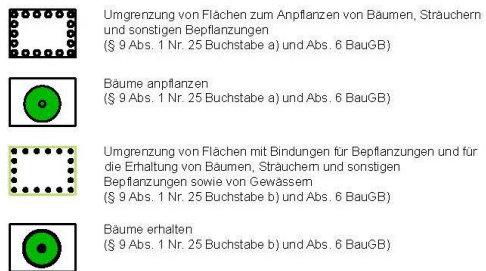 Umgrenzung von Flächen zum Anpflanzen von Bäumen, Sträuchern
und sonstigen Bepflanzungen
(§ 9 Abs. 1 Nr. 25 Buchstabe a) und Abs. 6 BauGB)
Bäume anpflanzen
(§ 9 Abs. 1 Nr. 25 Buchstabe a) und Abs. 6 BauGB)
Umgrenzung von Flächen mit Bindungen für Bepflanzungen und für
die Erhaltung von Bäumen, Sträuchern und sonstigen
Bepflanzungen sowie von Gewässern
(§ 9 Abs. 1 Nr. 25 Buchstabe b) und Abs. 6 BauGB)
Bäume erhalten
(§ 9 Abs. 1 Nr. 25 Buchstabe b) und Abs. 6 BauGB)